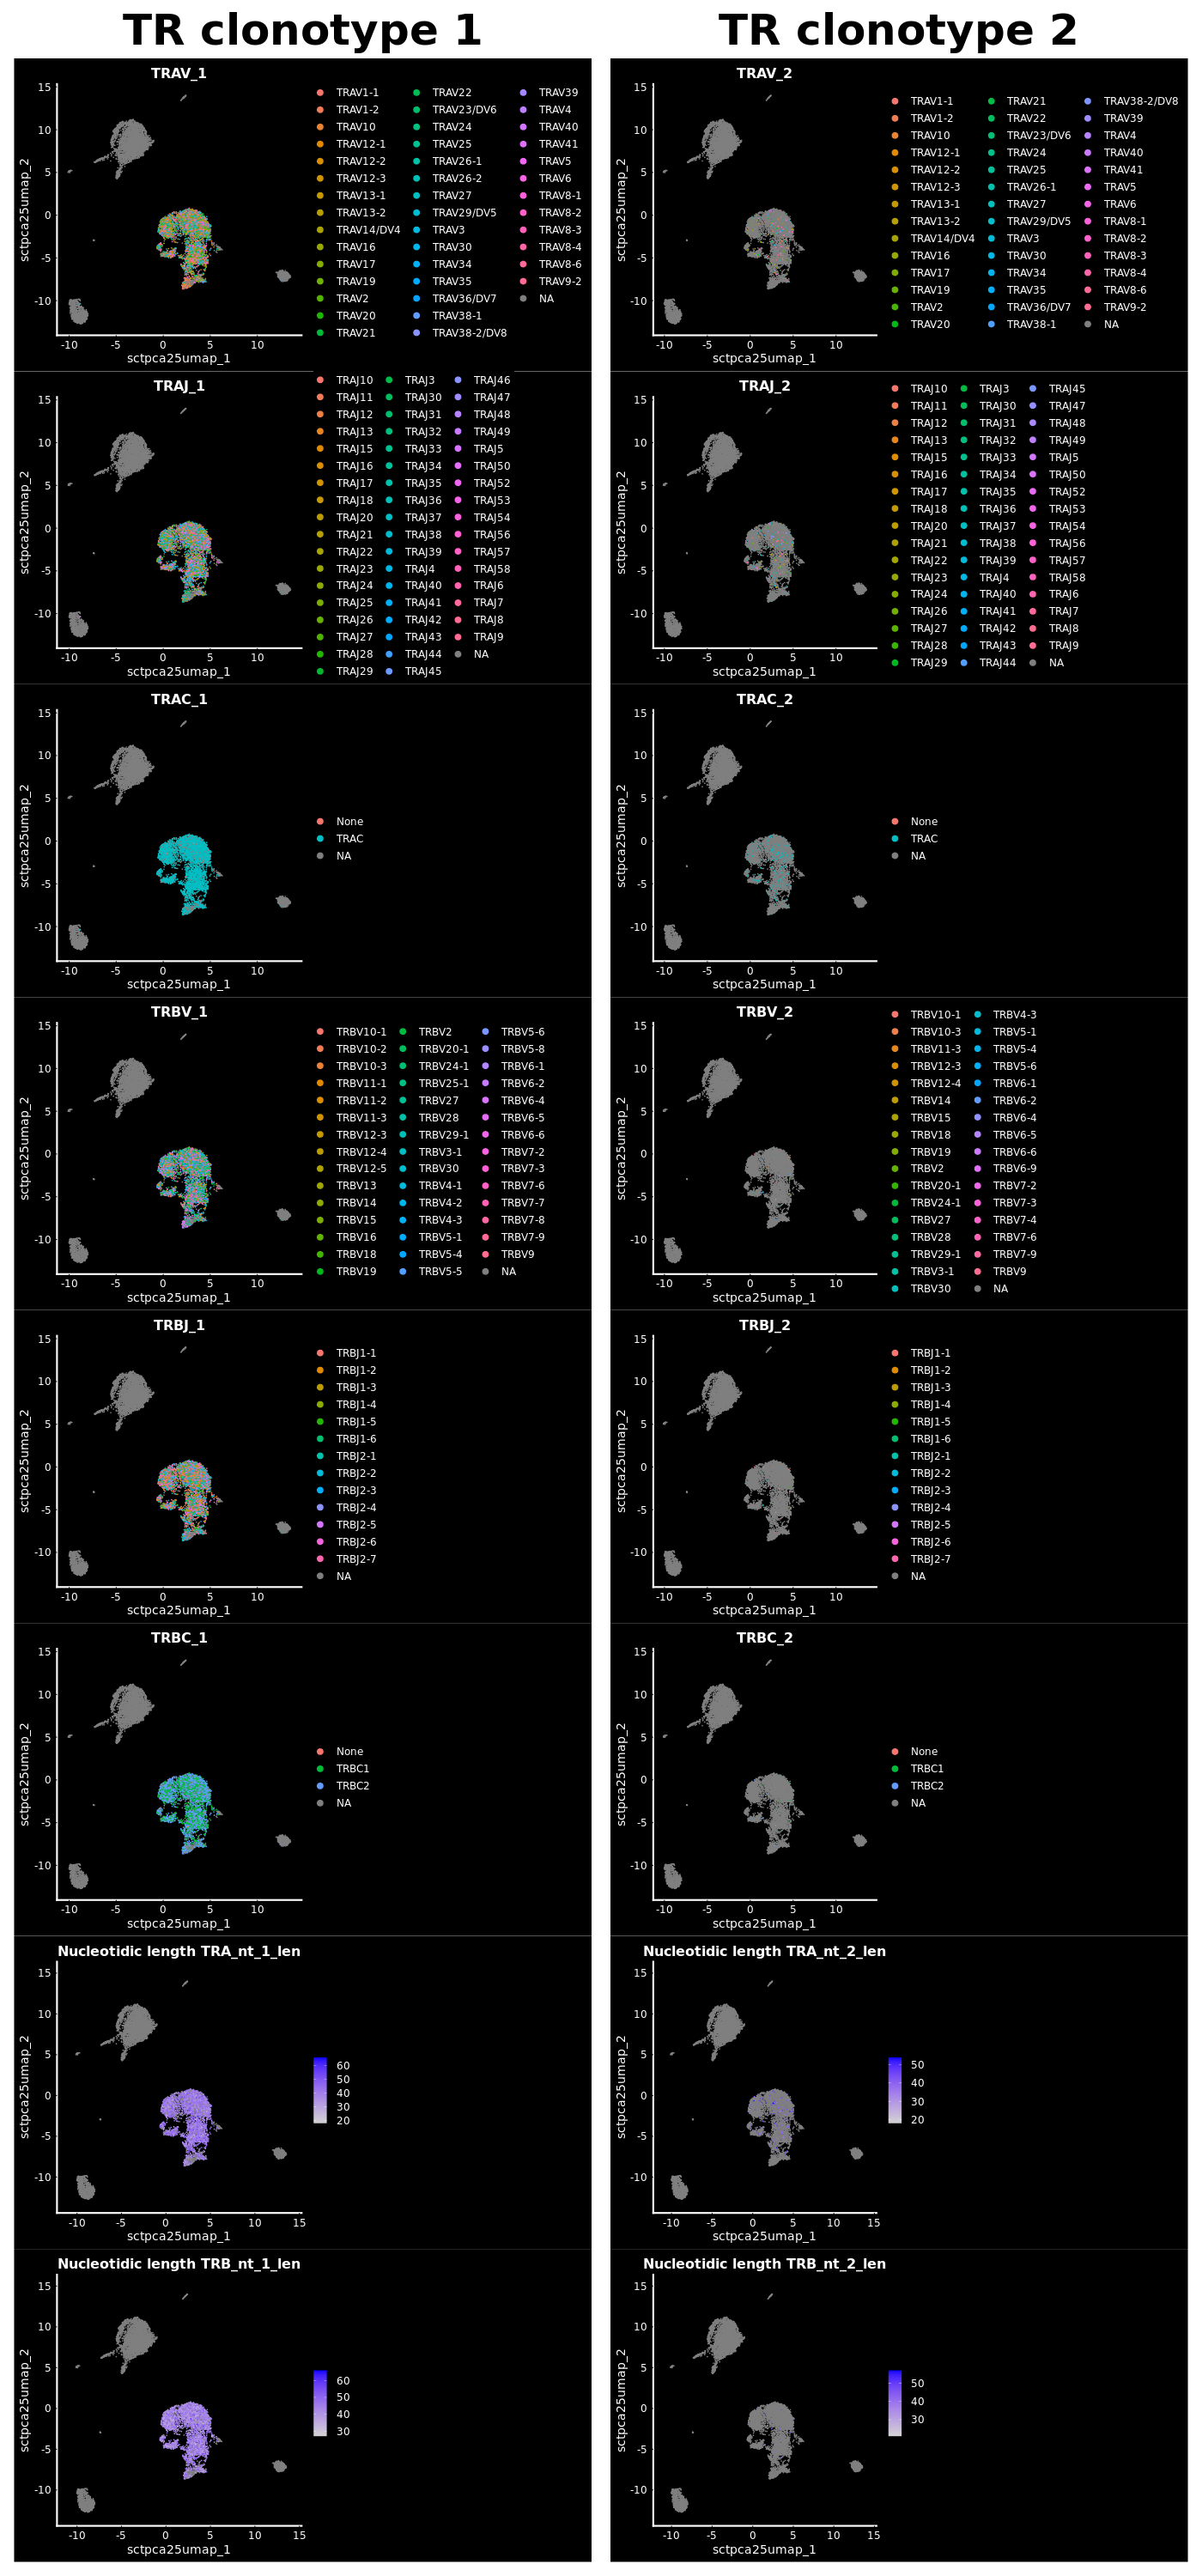 TR clonotype 1
TR clonotype 2
TRAV_1
15
10
5
0
-5
-10
sctpca25umap_2
-10
-5
0
5
10
sctpca25umap_1
TRAV1-1
TRAV1-2
TRAV10
TRAV12-1
TRAV12-2
TRAV12-3
TRAV13-1
TRAV13-2
TRAV14/DV4
TRAV16
TRAV17
TRAV19
TRAV2
TRAV20
TRAV21
TRAV22
TRAV23/DV6
TRAV24
TRAV25
TRAV26-1
TRAV26-2
TRAV27
TRAV29/DV5
TRAV3
TRAV30
TRAV34
TRAV35
TRAV36/DV7
TRAV38-1
TRAV38-2/DV8
TRAV39
TRAV4
TRAV40
TRAV41
TRAV5
TRAV6
TRAV8-1
TRAV8-2
TRAV8-3
TRAV8-4
TRAV8-6
TRAV9-2
NA
TRAV_2
15
10
5
0
-5
-10
sctpca25umap_2
-10
-5
0
5
10
sctpca25umap_1
TRAV1-1
TRAV1-2
TRAV10
TRAV12-1
TRAV12-2
TRAV12-3
TRAV13-1
TRAV13-2
TRAV14/DV4
TRAV16
TRAV17
TRAV19
TRAV2
TRAV20
TRAV21
TRAV22
TRAV23/DV6
TRAV24
TRAV25
TRAV26-1
TRAV27
TRAV29/DV5
TRAV3
TRAV30
TRAV34
TRAV35
TRAV36/DV7
TRAV38-1
TRAV38-2/DV8
TRAV39
TRAV4
TRAV40
TRAV41
TRAV5
TRAV6
TRAV8-1
TRAV8-2
TRAV8-3
TRAV8-4
TRAV8-6
TRAV9-2
NA
TRAJ_1
15
10
5
0
-5
-10
sctpca25umap_2
-10
-5
0
5
10
sctpca25umap_1
TRAJ10
TRAJ11
TRAJ12
TRAJ13
TRAJ15
TRAJ16
TRAJ17
TRAJ18
TRAJ20
TRAJ21
TRAJ22
TRAJ23
TRAJ24
TRAJ25
TRAJ26
TRAJ27
TRAJ28
TRAJ29
TRAJ3
TRAJ30
TRAJ31
TRAJ32
TRAJ33
TRAJ34
TRAJ35
TRAJ36
TRAJ37
TRAJ38
TRAJ39
TRAJ4
TRAJ40
TRAJ41
TRAJ42
TRAJ43
TRAJ44
TRAJ45
TRAJ46
TRAJ47
TRAJ48
TRAJ49
TRAJ5
TRAJ50
TRAJ52
TRAJ53
TRAJ54
TRAJ56
TRAJ57
TRAJ58
TRAJ6
TRAJ7
TRAJ8
TRAJ9
NA
TRAJ_2
15
10
5
0
-5
-10
sctpca25umap_2
-10
-5
0
5
10
sctpca25umap_1
TRAJ10
TRAJ11
TRAJ12
TRAJ13
TRAJ15
TRAJ16
TRAJ17
TRAJ18
TRAJ20
TRAJ21
TRAJ22
TRAJ23
TRAJ24
TRAJ26
TRAJ27
TRAJ28
TRAJ29
TRAJ3
TRAJ30
TRAJ31
TRAJ32
TRAJ33
TRAJ34
TRAJ35
TRAJ36
TRAJ37
TRAJ38
TRAJ39
TRAJ4
TRAJ40
TRAJ41
TRAJ42
TRAJ43
TRAJ44
TRAJ45
TRAJ47
TRAJ48
TRAJ49
TRAJ5
TRAJ50
TRAJ52
TRAJ53
TRAJ54
TRAJ56
TRAJ57
TRAJ58
TRAJ6
TRAJ7
TRAJ8
TRAJ9
NA
TRAC_1
15
10
5
0
-5
-10
sctpca25umap_2
-10
-5
0
5
10
sctpca25umap_1
None
TRAC
NA
TRAC_2
15
10
5
0
-5
-10
sctpca25umap_2
-10
-5
0
5
10
sctpca25umap_1
None
TRAC
NA
TRBV_1
15
10
5
0
-5
-10
sctpca25umap_2
-10
-5
0
5
10
sctpca25umap_1
TRBV10-1
TRBV10-2
TRBV10-3
TRBV11-1
TRBV11-2
TRBV11-3
TRBV12-3
TRBV12-4
TRBV12-5
TRBV13
TRBV14
TRBV15
TRBV16
TRBV18
TRBV19
TRBV2
TRBV20-1
TRBV24-1
TRBV25-1
TRBV27
TRBV28
TRBV29-1
TRBV3-1
TRBV30
TRBV4-1
TRBV4-2
TRBV4-3
TRBV5-1
TRBV5-4
TRBV5-5
TRBV5-6
TRBV5-8
TRBV6-1
TRBV6-2
TRBV6-4
TRBV6-5
TRBV6-6
TRBV7-2
TRBV7-3
TRBV7-6
TRBV7-7
TRBV7-8
TRBV7-9
TRBV9
NA
TRBV_2
15
10
5
0
-5
-10
sctpca25umap_2
-10
-5
0
5
10
sctpca25umap_1
TRBV10-1
TRBV10-3
TRBV11-3
TRBV12-3
TRBV12-4
TRBV14
TRBV15
TRBV18
TRBV19
TRBV2
TRBV20-1
TRBV24-1
TRBV27
TRBV28
TRBV29-1
TRBV3-1
TRBV30
TRBV4-3
TRBV5-1
TRBV5-4
TRBV5-6
TRBV6-1
TRBV6-2
TRBV6-4
TRBV6-5
TRBV6-6
TRBV6-9
TRBV7-2
TRBV7-3
TRBV7-4
TRBV7-6
TRBV7-9
TRBV9
NA
TRBJ_1
15
10
5
0
-5
-10
sctpca25umap_2
-10
-5
0
5
10
sctpca25umap_1
TRBJ1-1
TRBJ1-2
TRBJ1-3
TRBJ1-4
TRBJ1-5
TRBJ1-6
TRBJ2-1
TRBJ2-2
TRBJ2-3
TRBJ2-4
TRBJ2-5
TRBJ2-6
TRBJ2-7
NA
TRBJ_2
15
10
5
0
-5
-10
sctpca25umap_2
-10
-5
0
5
10
sctpca25umap_1
TRBJ1-1
TRBJ1-2
TRBJ1-3
TRBJ1-4
TRBJ1-5
TRBJ1-6
TRBJ2-1
TRBJ2-2
TRBJ2-3
TRBJ2-4
TRBJ2-5
TRBJ2-6
TRBJ2-7
NA
TRBC_1
15
10
5
0
-5
-10
sctpca25umap_2
-10
-5
0
5
10
sctpca25umap_1
None
TRBC1
TRBC2
NA
TRBC_2
15
10
5
0
-5
-10
sctpca25umap_2
-10
-5
0
5
10
sctpca25umap_1
None
TRBC1
TRBC2
NA
Nucleotidic length TRA_nt_1_len
15
10
5
0
-5
-10
sctpca25umap_2
-10
-5
0
5
10
15
sctpca25umap_1
60
50
40
30
20
Nucleotidic length TRA_nt_2_len
15
10
5
0
-5
-10
sctpca25umap_2
-10
-5
0
5
10
15
sctpca25umap_1
50
40
30
20
Nucleotidic length TRB_nt_1_len
15
10
5
0
-5
-10
sctpca25umap_2
-10
-5
0
5
10
15
sctpca25umap_1
60
50
40
30
Nucleotidic length TRB_nt_2_len
15
10
5
0
-5
-10
sctpca25umap_2
-10
-5
0
5
10
15
sctpca25umap_1
50
40
30